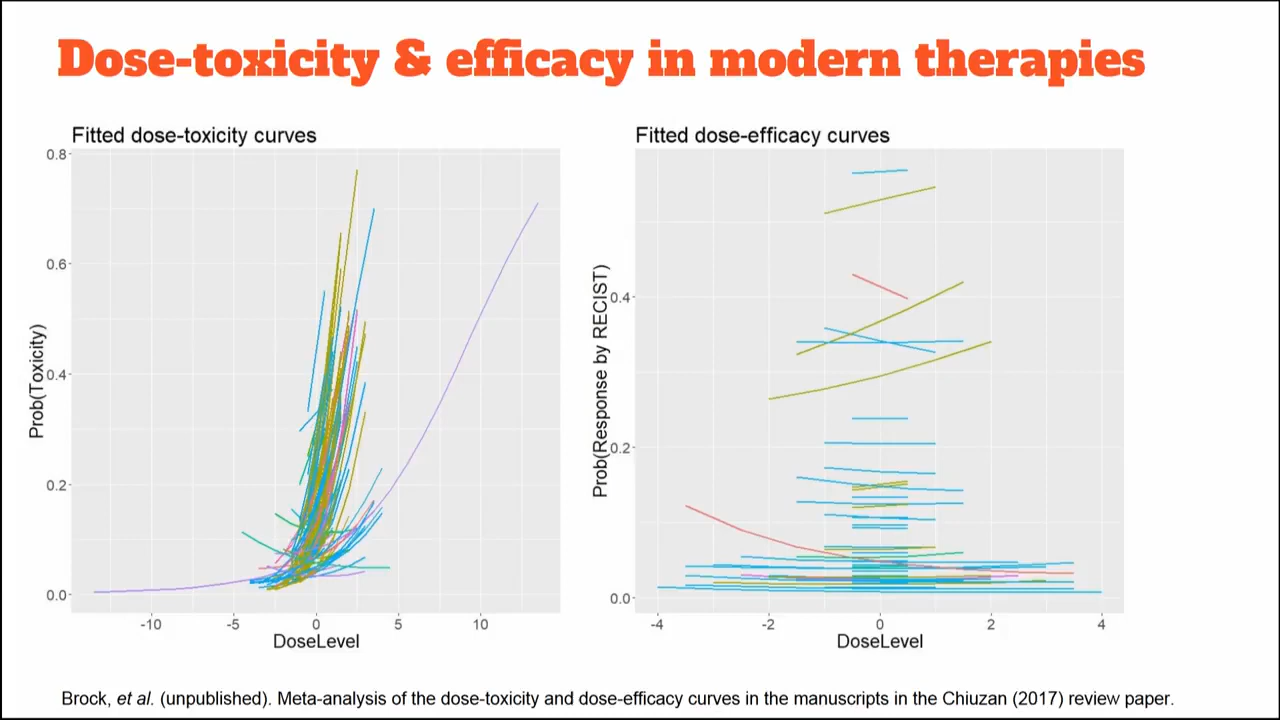 Dose-toxicity & efficacy in modern therapies
Fitted dose-toxicity curves
Prob(Toxicity)
0.8
0.6
0.4
0.2
0.0
-10
-5
0
5
10
DoseLevel
Fitted dose-efficacy curves
Prob(Response by RECIST)
0.4
0.2
0.0
-4
-2
0
2
4
DoseLevel
Brock, et al. (unpublished). Meta-analysis of the dose-toxicity and dose-efficacy curves in the manuscripts in the Chiuzan (2017) review paper.